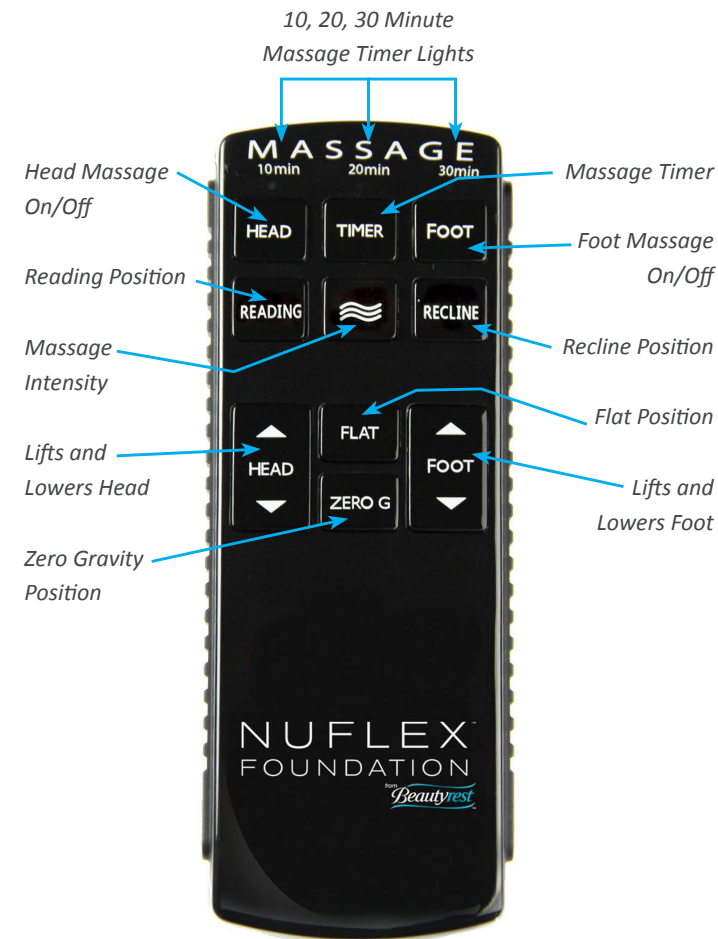 10, 20, 30 Minute
Massage Timer Lights
MASSAGE
10min 20min 30min
Head Massage
On/Off
Massage Timer
HEAD TIMER FOOT
Foot Massage
On/Off
Reading Position
READING RECLINE
Massage
Intensity
Recline Position
Flat Position
FLAT
HEAD FOOT
Lifts and
Lowers Head
ZERO G
Lifts and
Lowers Foot
Zero Gravity
Position
NUFLEX™
FOUNDATION
from
Beautyrest™